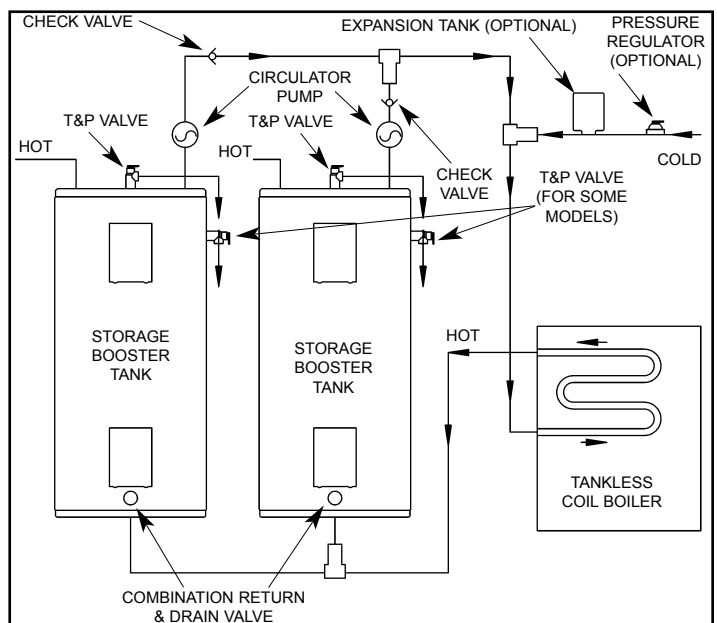 CHECK VALVE
EXPANSION TANK (OPTIONAL)
PRESSURE
REGULATOR
(OPTIONAL)
CIRCULATOR
PUMP
T&P VALVE
T&P VALVE
HOT
HOT
CHECK
VALVE
COLD
T&P VALVE
(FOR SOME
MODELS)
STORAGE
BOOSTER
TANK
STORAGE
BOOSTER
TANK
HOT
TANKLESS
COIL BOILER
COMBINATION RETURN
& DRAIN VALVE